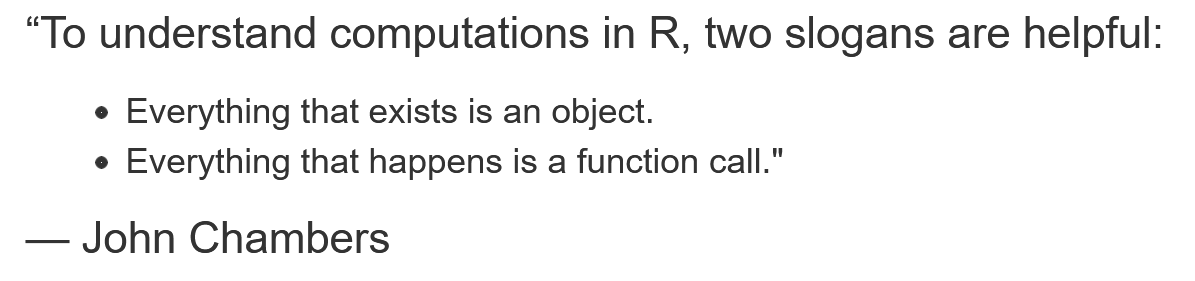 “To understand computations in R, two slogans are helpful:
• Everything that exists is an object.
• Everything that happens is a function call."
— John Chambers